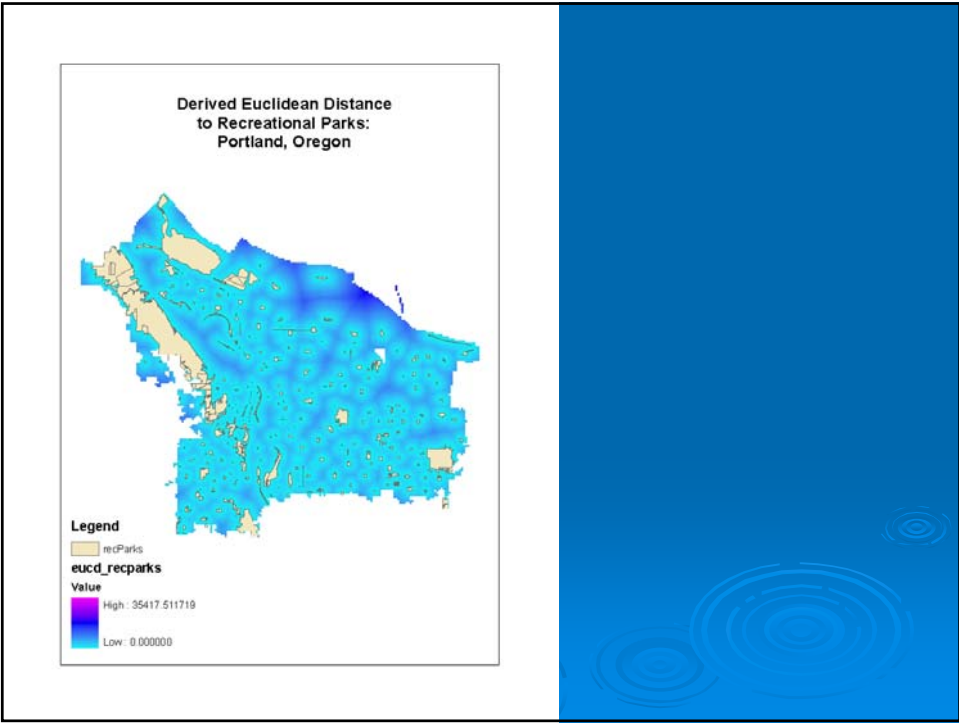 Derived Euclidean Distance
to Recreational Parks:
Portland, Oregon
Legend
recParks
eucd_recparks
Value
High : 35417.511719
Low : 0.000000